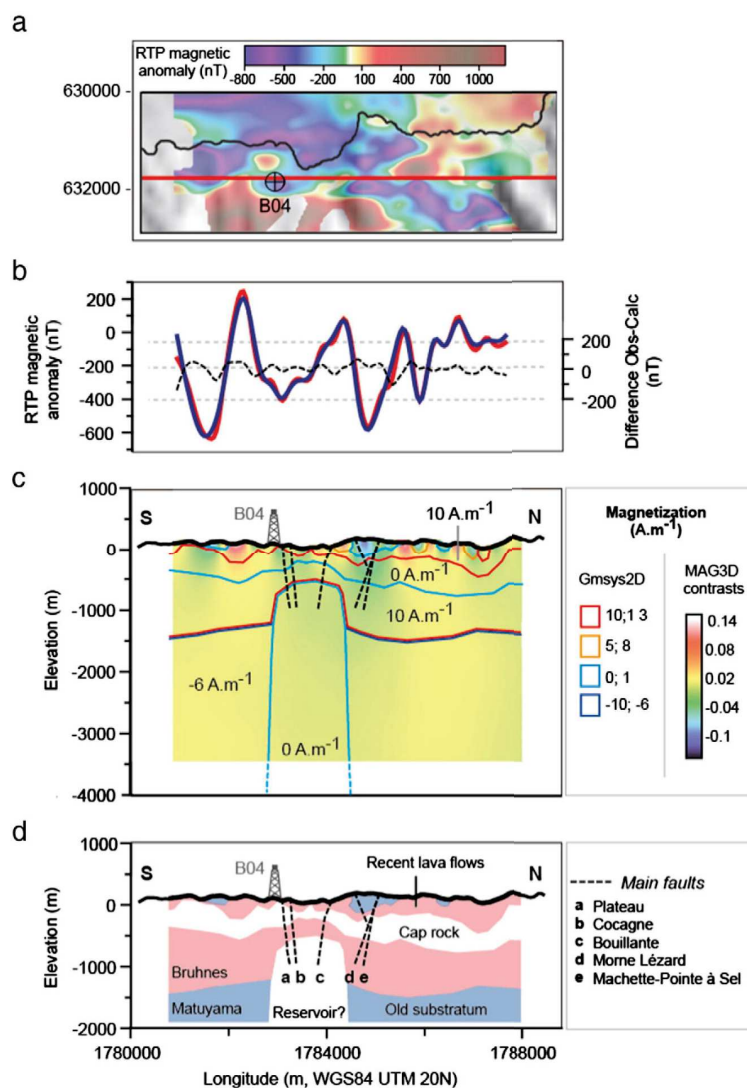 a
RTP magnetic anomaly (nT)
-800 -500 -200 100 400 700 1000
630000
632000
B04
b
RTP magnetic anomaly (nT)
200
0
-200
-400
-600
200
0
-200
Difference Obs-Calc (nT)
c
Elevation (m)
1000
0
-1000
-2000
-3000
-4000
S
B04
N
10 A.m-1
0 A.m-1
10 A.m-1
-6 A.m-1
0 A.m-1
Magnetization (A.m-1)
Gmsys2D
10;1 3
5; 8
0; 1
-10; -6
MAG3D contrasts
0.14
0.08
0.02
-0.04
-0.1
d
Elevation (m)
1000
0
-1000
-2000
S
B04
N
Recent lava flows
Cap rock
Bruhnes
a b c d e
Matuyama
Reservoir?
Old substratum
1780000 1784000 1788000
Longitude (m, WGS84 UTM 20N)
Main faults
a Plateau
b Cocagne
c Bouillante
d Morne Lézard
e Machette-Pointe à Sel